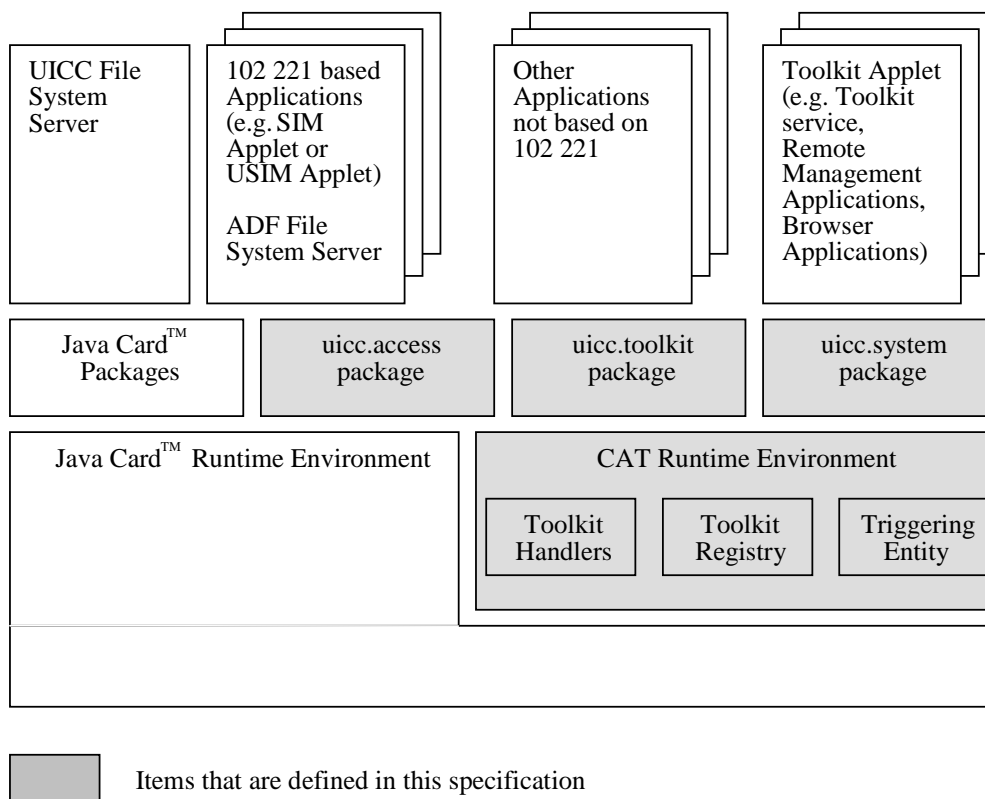 UICC File
System
Server
102 221 based
Applications
(e.g. SIM
Applet or
USIM Applet)
ADF File
System Server
Other
Applications
not based on
102 221
Toolkit Applet
(e.g. Toolkit
service,
Remote
Management
Applications,
Browser
Applications)
Java Card™
Packages
uicc.access
package
uicc.toolkit
package
uicc.system
package
Java Card™ Runtime Environment
CAT Runtime Environment
Toolkit
Handlers
Toolkit
Registry
Triggering
Entity
Items that are defined in this specification